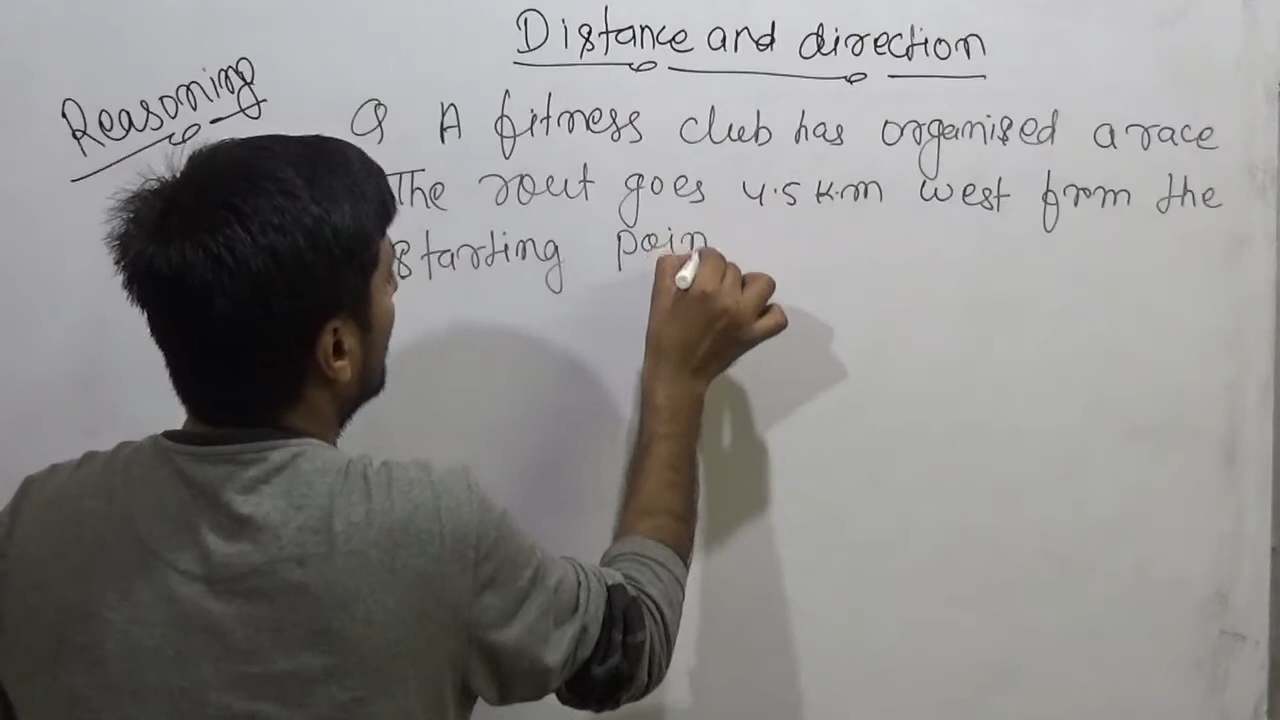 Distance and direction
Reasoning
Q A fitness club has organised a race
The rout goes 4.5 K.m west from the
starting poin